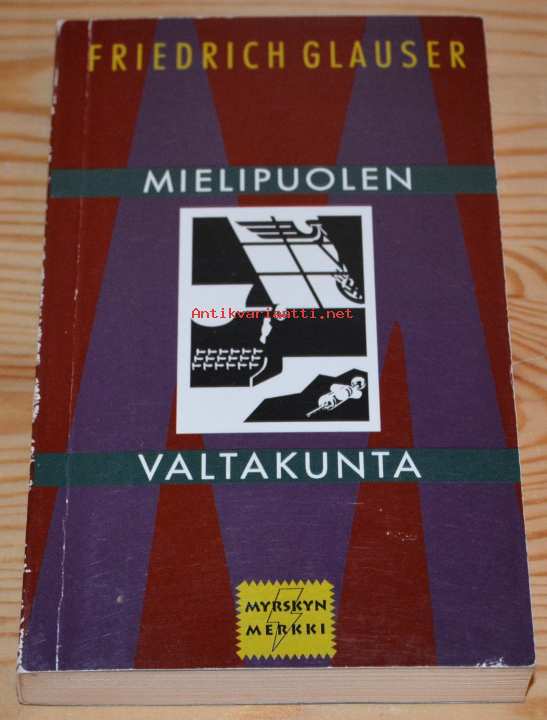 FRIEDRICH GLAUSER
MIELIPUOLEN
Antikvariaatti.net
VALTAKUNTA
MYRSKYN
MERKKI